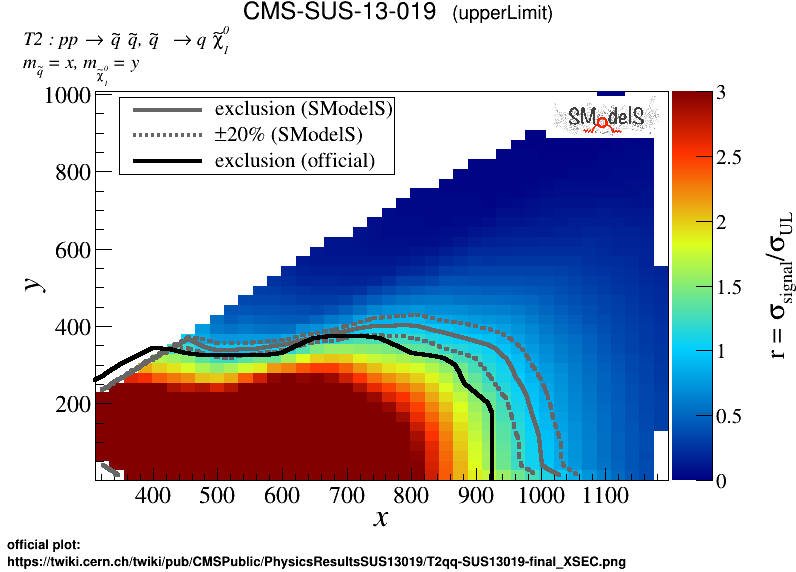 CMS-SUS-13-019 (upperLimit)
T2 : pp → q̃ q̃, q̃ → q χ̃₁⁰
m_q̃ = x, m_χ̃₁⁰ = y
exclusion (SModelS)
±20% (SModelS)
exclusion (official)
SModelS
1000
800
600
400
200
y
400 500 600 700 800 900 1000 1100
x
3
2.5
2
1.5
1
0.5
0
r = σ_signal/σ_UL
official plot:
https://twiki.cern.ch/twiki/pub/CMSPublic/PhysicsResultsSUS13019/T2qq-SUS13019-final_XSEC.png